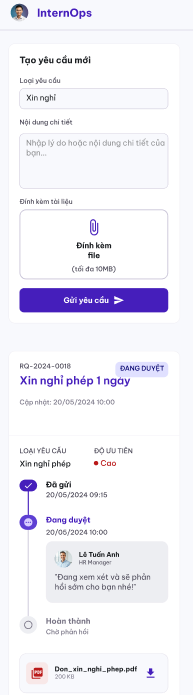 InternOps
Tạo yêu cầu mới
Loại yêu cầu
Xin nghỉ
Nội dung chi tiết
Nhập lý do hoặc nội dung chi tiết của
bạn...
Đính kèm tài liệu
Đính kèm
file
(tối đa 10MB)
Gửi yêu cầu
RQ-2024-0018
ĐANG DUYỆT
Xin nghỉ phép 1 ngày
Cập nhật: 20/05/2024 10:00
LOẠI YÊU CẦU
ĐỘ ƯU TIÊN
Xin nghỉ phép
Cao
Đã gửi
20/05/2024 09:15
Đang duyệt
20/05/2024 10:00
Lê Tuấn Anh
HR Manager
"Đang xem xét và sẽ phản
hồi sớm cho bạn nhé!"
Hoàn thành
Chờ phản hồi
PDF
Don_xin_nghi_phep.pdf
200 KB